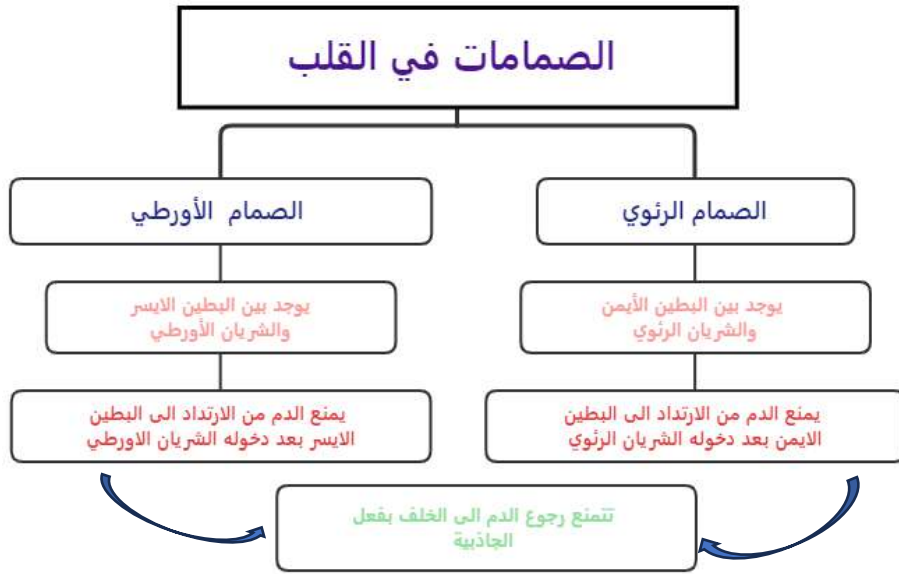 الصمامات في القلب
الصمام الرئوي
الصمام الأورطي
يوجد بين البطين الأيمن
والشريان الرئوي
يوجد بين البطين الايسر
والشريان الأورطي
يمنع الدم من الارتداد الى البطين
الايمن بعد دخوله الشريان الرئوي
يمنع الدم من الارتداد الى البطين
الايسر بعد دخوله الشريان الاورطي
تتمنع رجوع الدم الى الخلف بفعل
الجاذبية